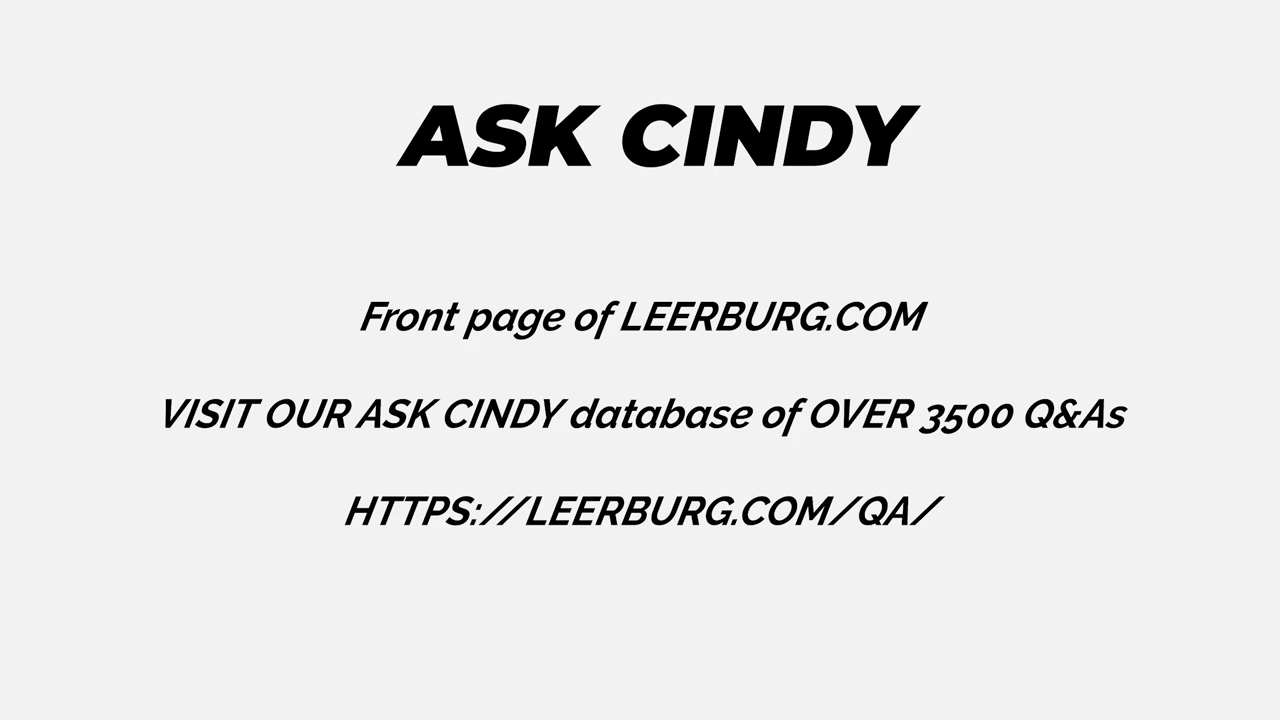 ASK CINDY
Front page of LEERBURG.COM
VISIT OUR ASK CINDY database of OVER 3500 Q&As
HTTPS://LEERBURG.COM/QA/